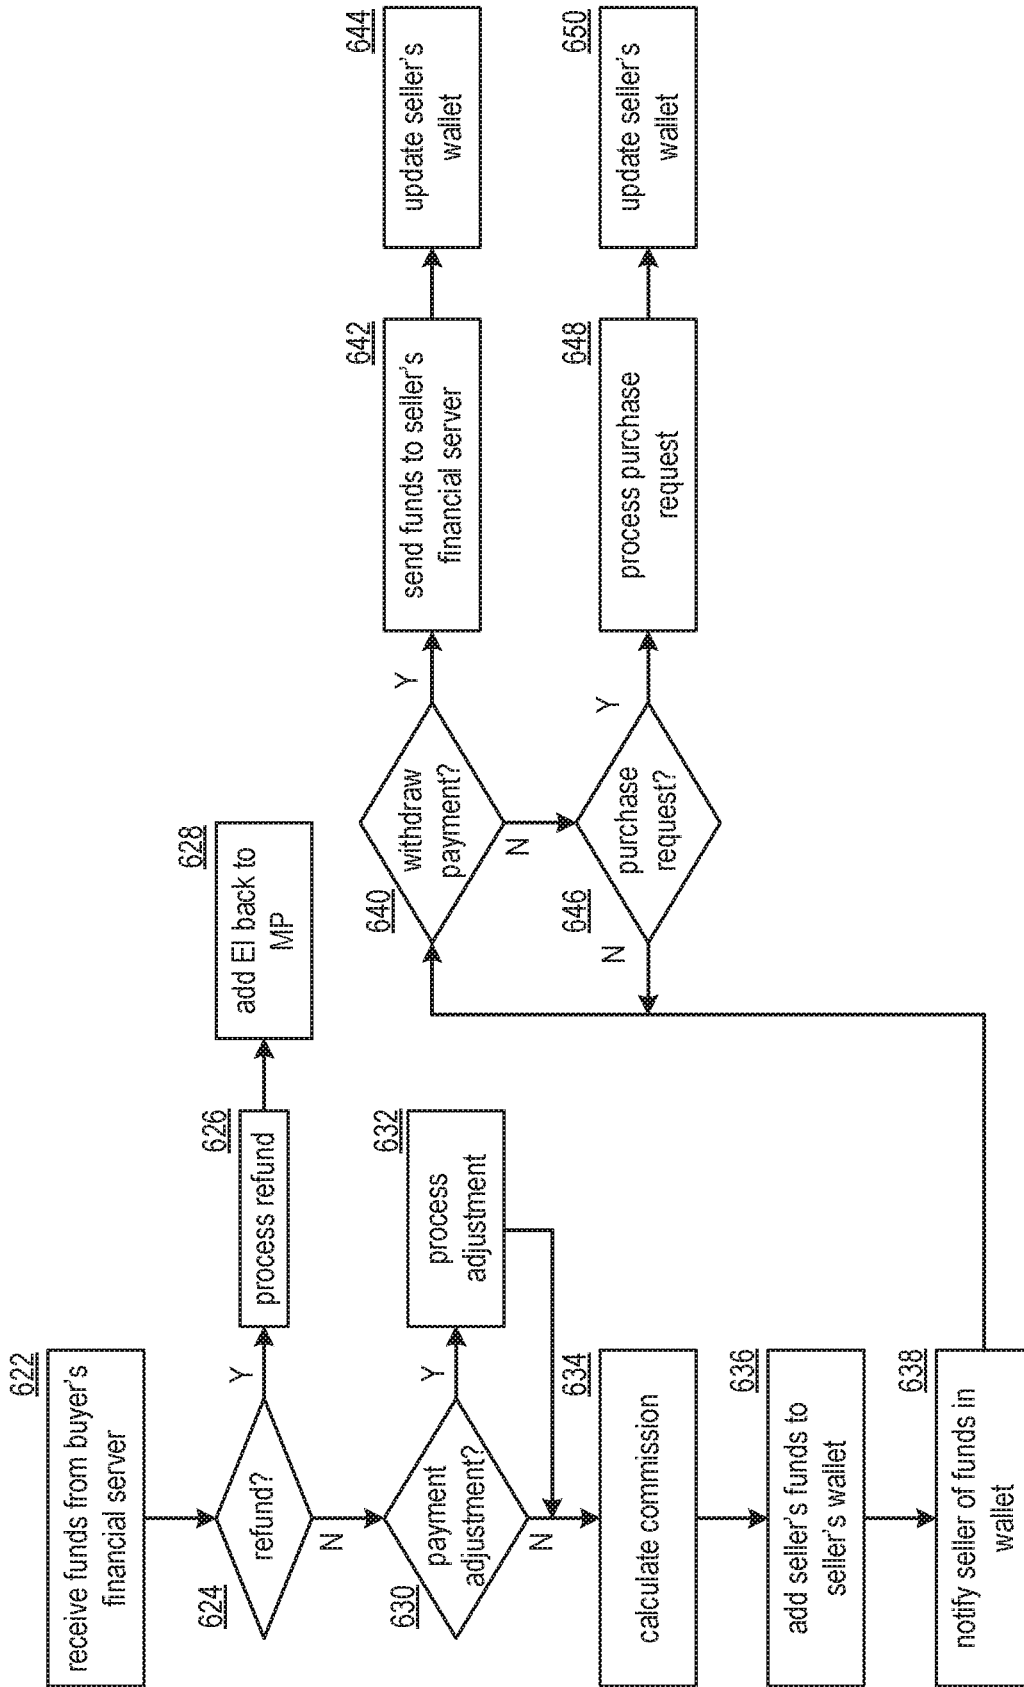 622
receive funds from buyer's
financial server
624
refund?
Y
N
626
process refund
628
add EI back to
MP
630
payment
adjustment?
Y
N
632
process
adjustment
634
calculate commission
636
add seller's funds to
seller's wallet
638
notify seller of funds in
wallet
640
withdraw
payment?
Y
N
642
send funds to seller's
financial server
644
update seller's
wallet
646
purchase
request?
Y
N
648
process purchase
request
650
update seller's
wallet